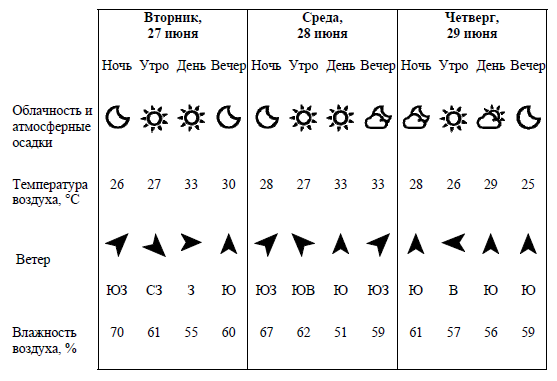 Вторник, 27 июня
Среда, 28 июня
Четверг, 29 июня
Ночь Утро День Вечер Ночь Утро День Вечер Ночь Утро День Вечер
Облачность и
атмосферные
осадки
Температура
воздуха, °C
26 27 33 30 28 27 33 33 28 26 29 25
Ветер
ЮЗ СЗ З Ю ЮЗ ЮВ Ю ЮЗ Ю В Ю Ю
Влажность
воздуха, %
70 61 55 60 67 62 51 59 61 57 56 59